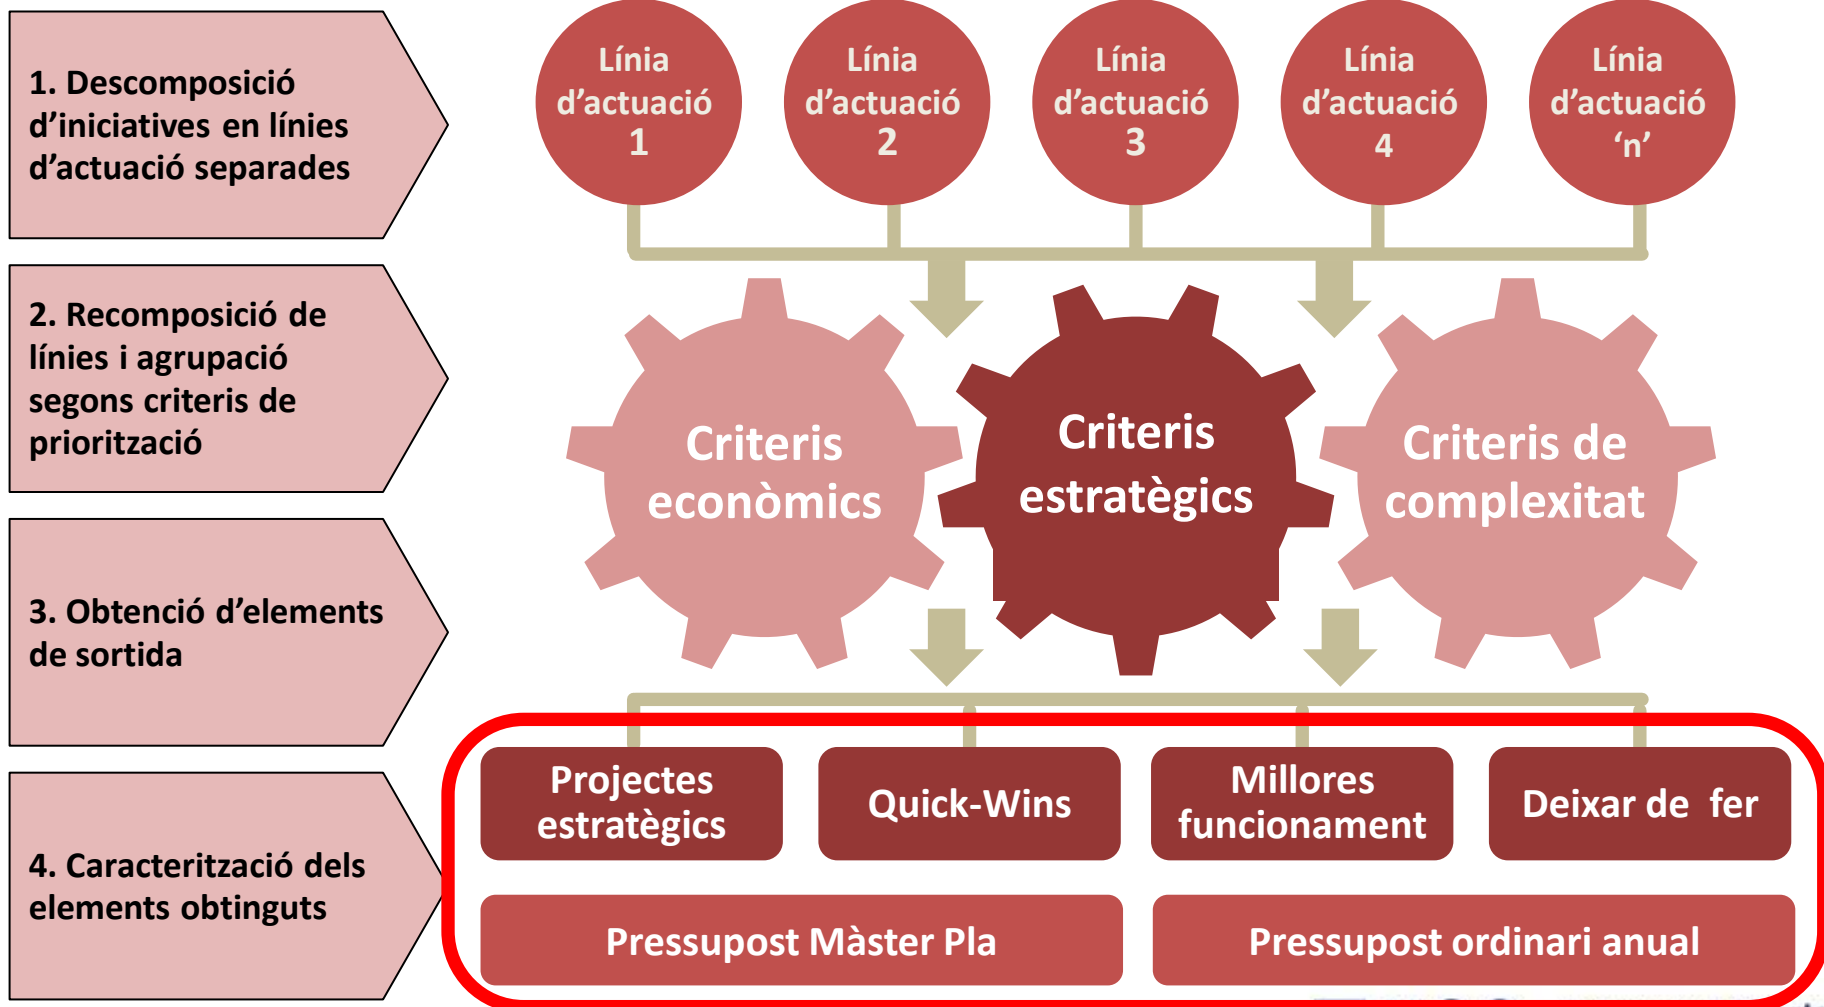 1. Descomposició
d’iniciatives en línies
d’actuació separades
2. Recomposició de
línies i agrupació
segons criteris de
priorització
3. Obtenció d’elements
de sortida
4. Caracterització dels
elements obtinguts
Línia
d’actuació
1
Línia
d’actuació
2
Línia
d’actuació
3
Línia
d’actuació
4
Línia
d’actuació
‘n’
Criteris
econòmics
Criteris
estratègics
Criteris de
complexitat
Projectes
estratègics
Quick-Wins
Millores
funcionament
Deixar de  fer
Pressupost Màster Pla
Pressupost ordinari anual